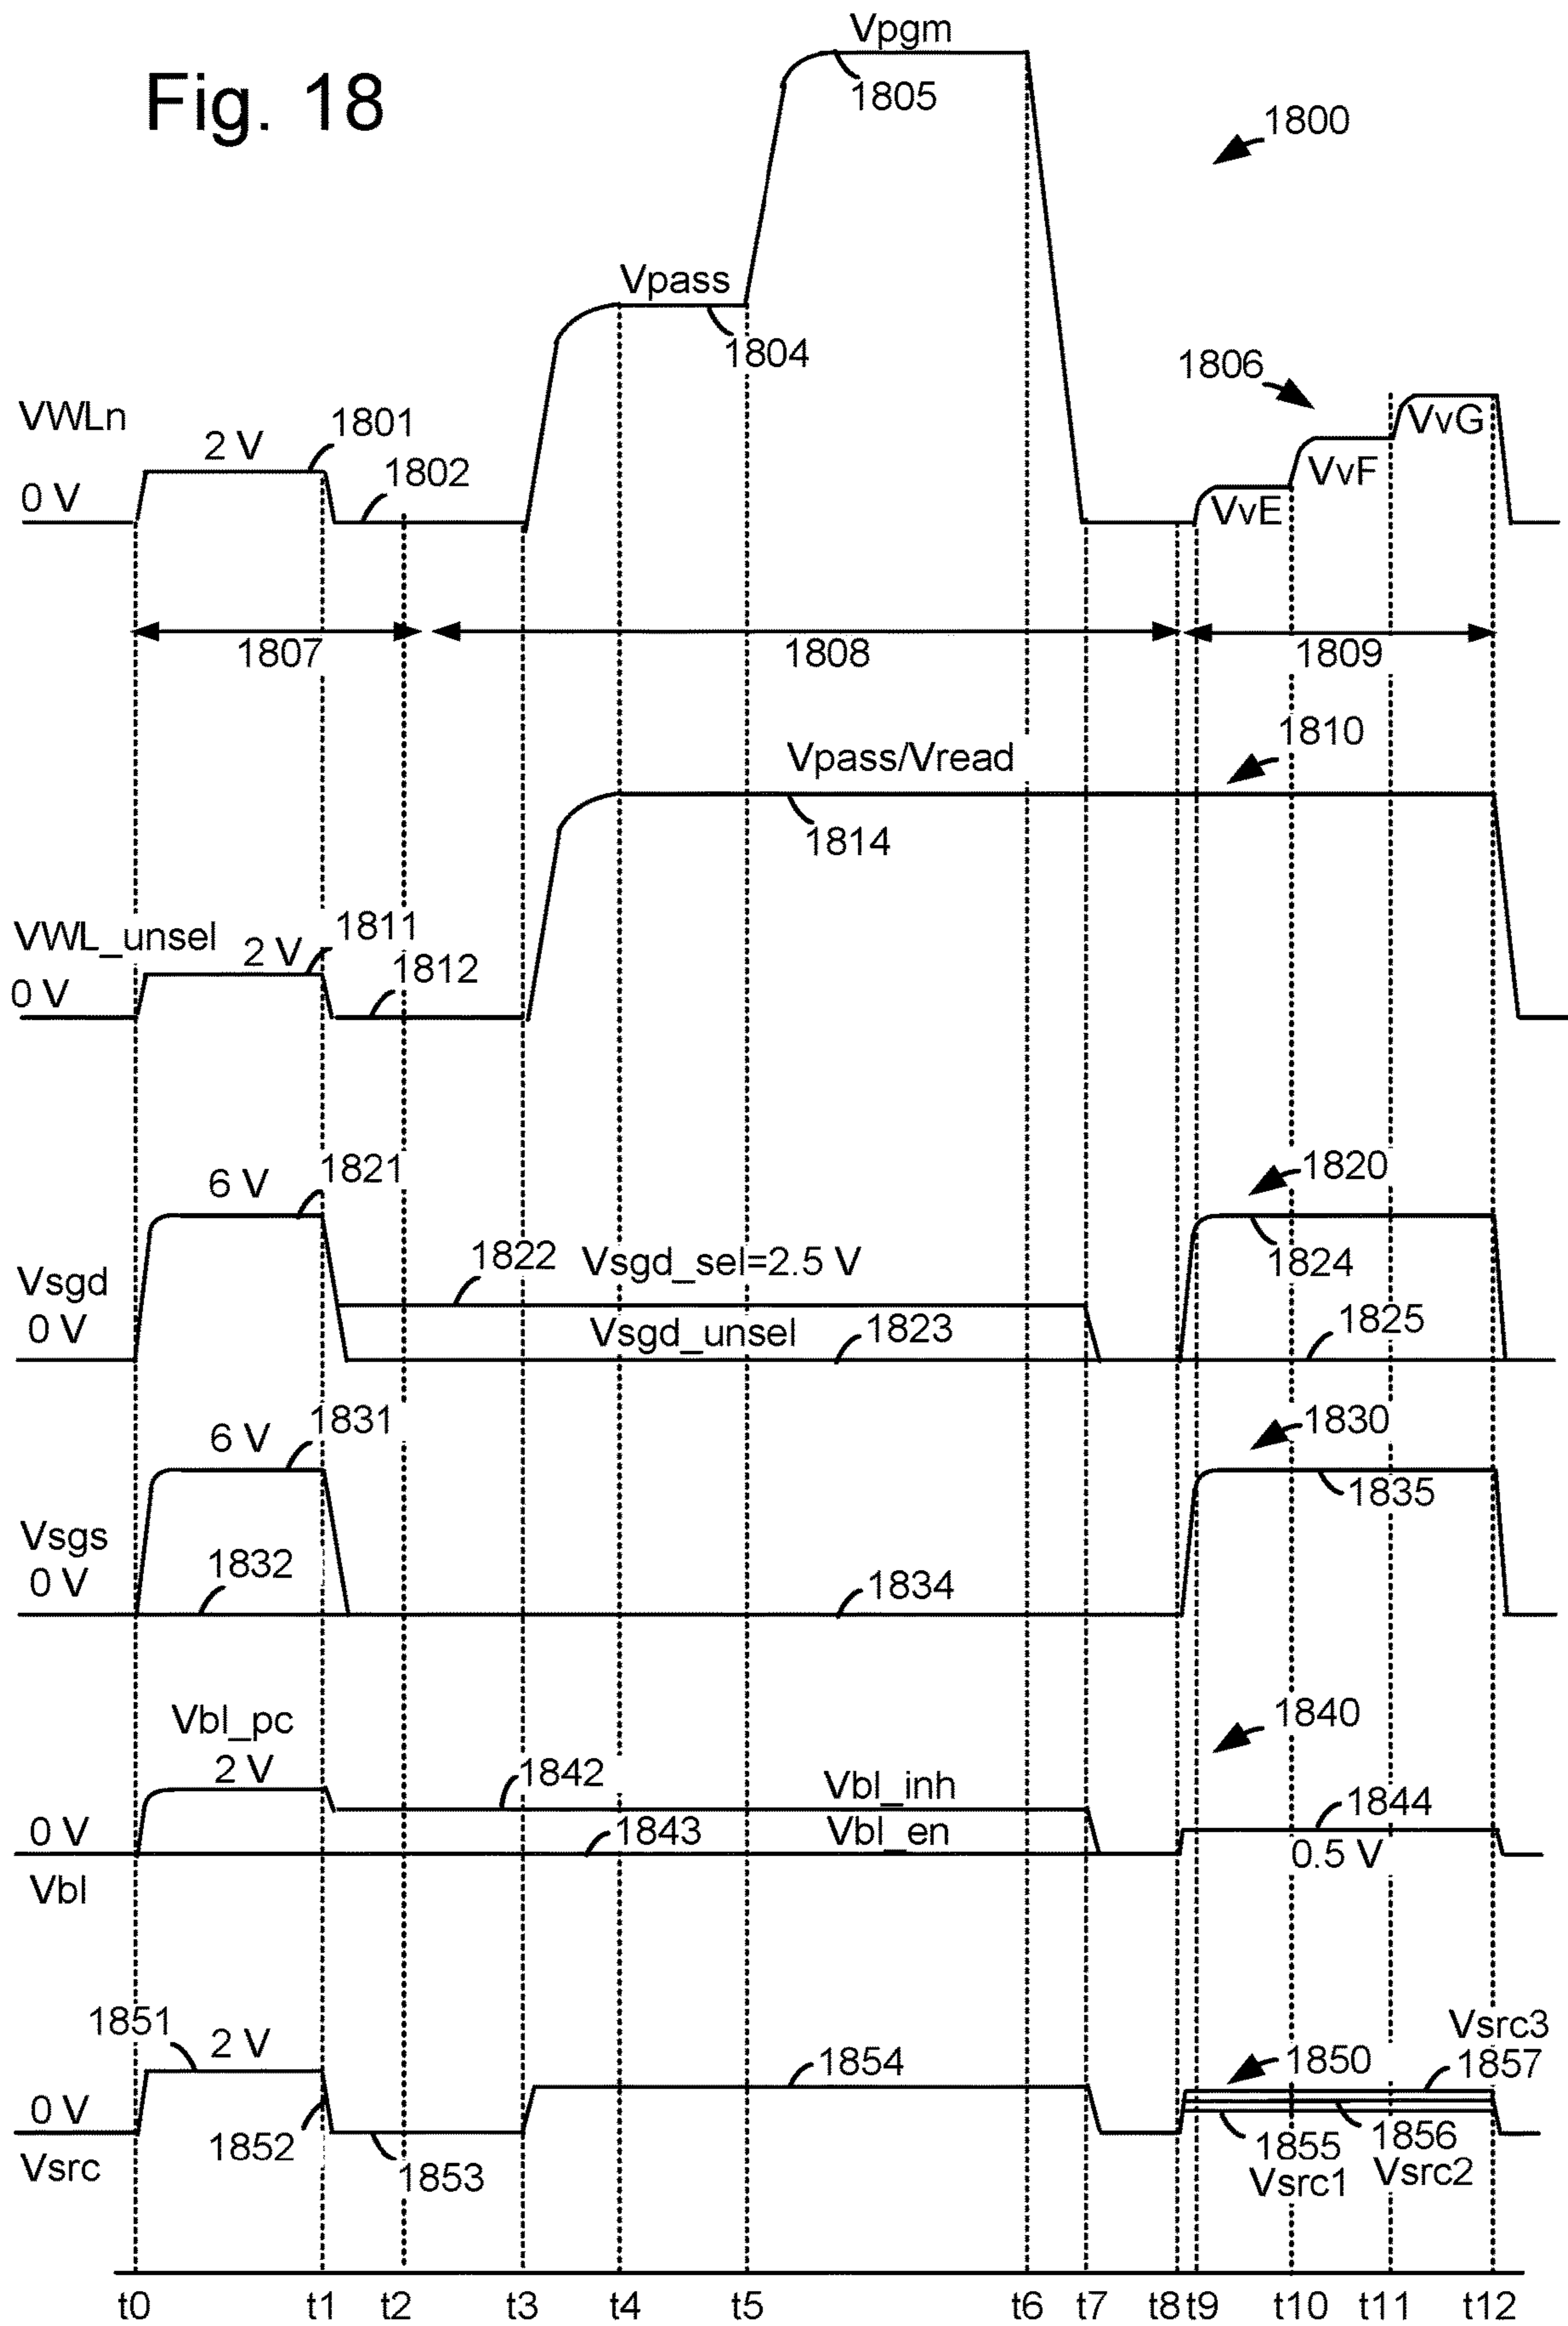 Fig. 18
Vpgm
1805
1800
Vpass
1804
1806
VWLn
2 V
1801
1802
0 V
VvE
VvF
VvG
1807
1808
1809
Vpass/Vread
1810
1814
VWL_unsel
2 V
1811
1812
0 V
6 V
1821
1820
1822
Vsgd_sel=2.5 V
1824
Vsgd
0 V
Vsgd_unsel
1823
1825
6 V
1831
1830
1835
Vsgs
0 V
1832
1834
Vbl_pc
2 V
1840
1842
Vbl_inh
1844
0 V
1843
Vbl_en
0.5 V
Vbl
1851
2 V
1854
1850
Vsrc3
1857
0 V
1852
1853
1855
1856
Vsrc
Vsrc1
Vsrc2
t0 t1 t2 t3 t4 t5 t6 t7 t8 t9 t10 t11 t12